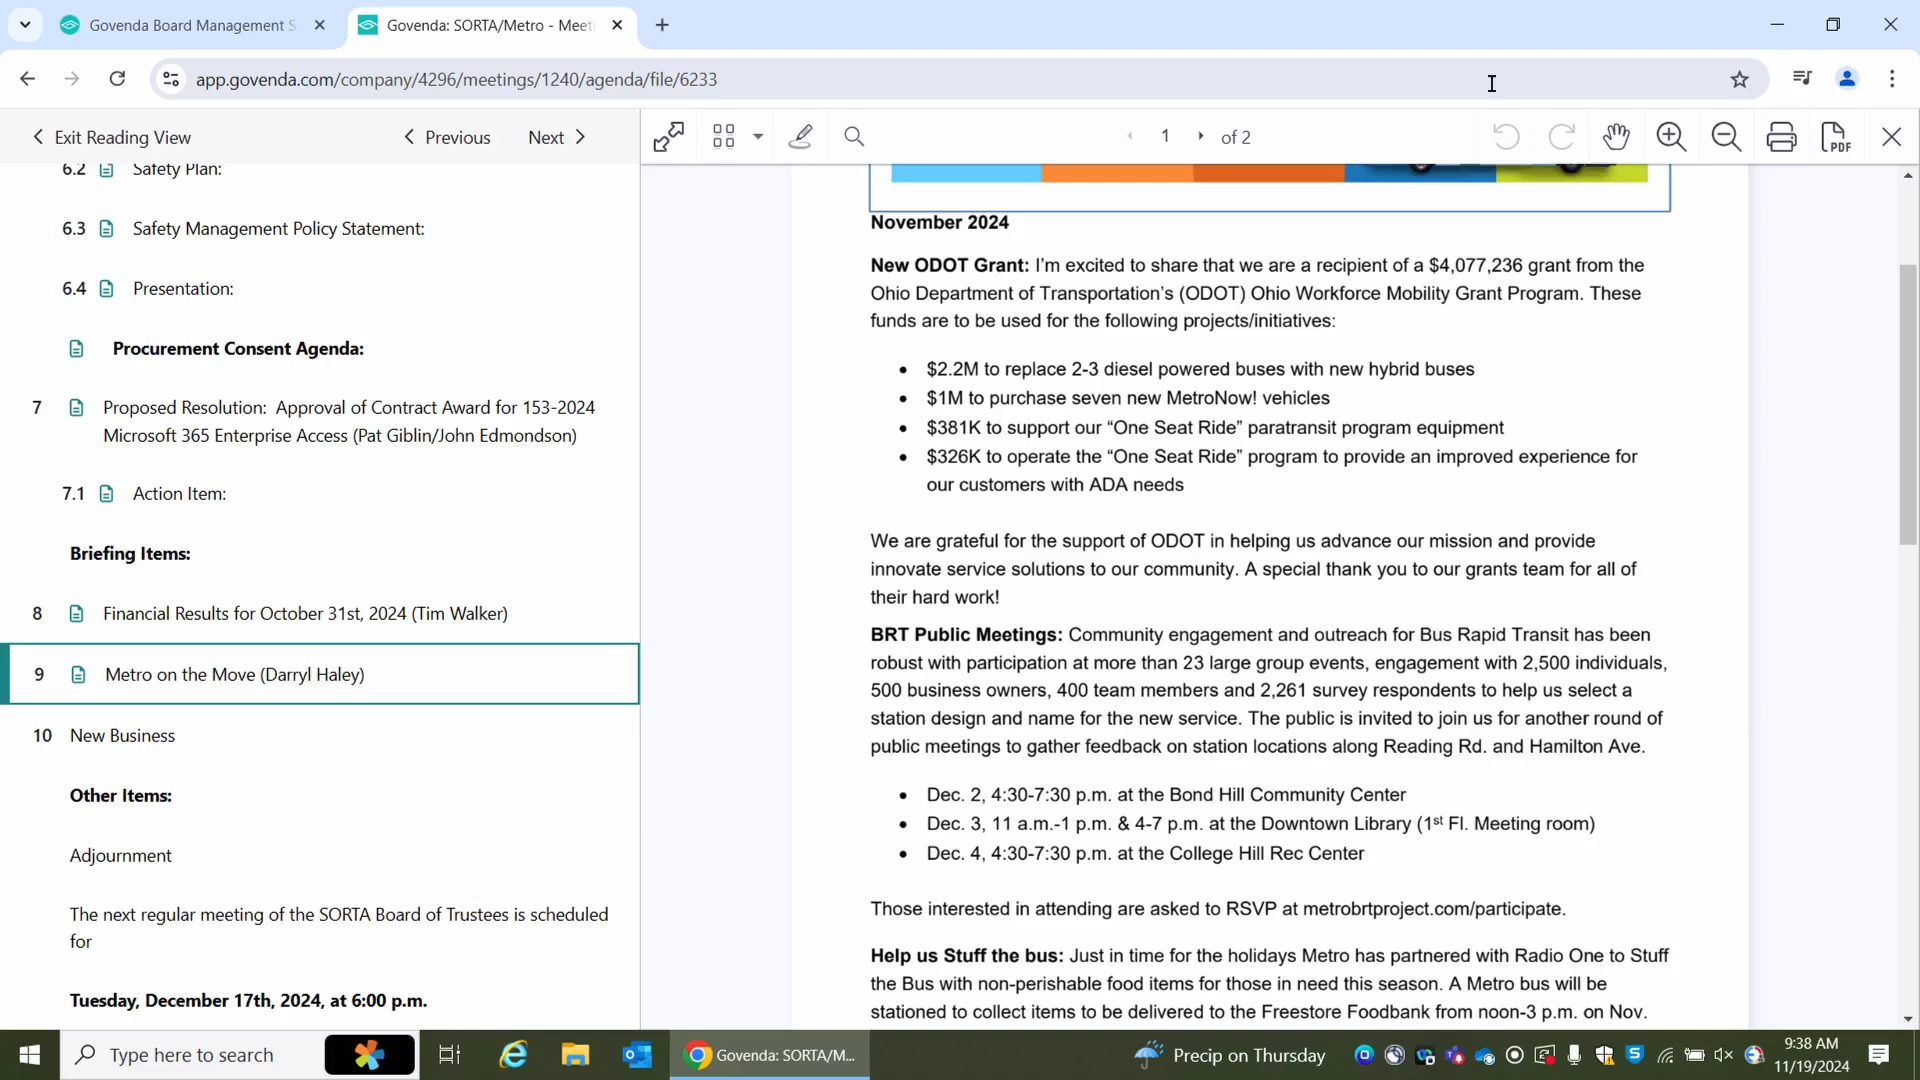 Govenda Board Management S
Govenda: SORTA/Metro - Meeti
app.govenda.com/company/4296/meetings/1240/agenda/file/6233
Exit Reading View
Previous
Next
1
of 2
PDF
6.2 Safety Plan:
6.3 Safety Management Policy Statement:
6.4 Presentation:
Procurement Consent Agenda:
7 Proposed Resolution: Approval of Contract Award for 153-2024
Microsoft 365 Enterprise Access (Pat Giblin/John Edmondson)
7.1 Action Item:
Briefing Items:
8 Financial Results for October 31st, 2024 (Tim Walker)
9 Metro on the Move (Darryl Haley)
10 New Business
Other Items:
Adjournment
The next regular meeting of the SORTA Board of Trustees is scheduled
for
Tuesday, December 17th, 2024, at 6:00 p.m.
November 2024
New ODOT Grant: I'm excited to share that we are a recipient of a $4,077,236 grant from the
Ohio Department of Transportation's (ODOT) Ohio Workforce Mobility Grant Program. These
funds are to be used for the following projects/initiatives:
• $2.2M to replace 2-3 diesel powered buses with new hybrid buses
• $1M to purchase seven new MetroNow! vehicles
• $381K to support our “One Seat Ride” paratransit program equipment
• $326K to operate the “One Seat Ride” program to provide an improved experience for
our customers with ADA needs
We are grateful for the support of ODOT in helping us advance our mission and provide
innovate service solutions to our community. A special thank you to our grants team for all of
their hard work!
BRT Public Meetings: Community engagement and outreach for Bus Rapid Transit has been
robust with participation at more than 23 large group events, engagement with 2,500 individuals,
500 business owners, 400 team members and 2,261 survey respondents to help us select a
station design and name for the new service. The public is invited to join us for another round of
public meetings to gather feedback on station locations along Reading Rd. and Hamilton Ave.
• Dec. 2, 4:30-7:30 p.m. at the Bond Hill Community Center
• Dec. 3, 11 a.m.-1 p.m. & 4-7 p.m. at the Downtown Library (1st Fl. Meeting room)
• Dec. 4, 4:30-7:30 p.m. at the College Hill Rec Center
Those interested in attending are asked to RSVP at metrobrtproject.com/participate.
Help us Stuff the bus: Just in time for the holidays Metro has partnered with Radio One to Stuff
the Bus with non-perishable food items for those in need this season. A Metro bus will be
stationed to collect items to be delivered to the Freestore Foodbank from noon-3 p.m. on Nov.
Type here to search
Govenda: SORTA/M...
Precip on Thursday
9:38 AM
11/19/2024